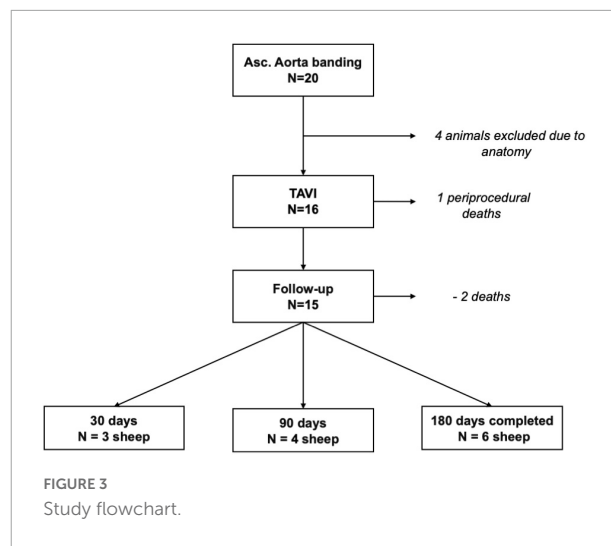 Asc. Aorta banding
N=20
4 animals excluded due to
anatomy
TAVI
N=16
1 periprocedural
deaths
Follow-up
N=15
- 2 deaths
30 days
N = 3 sheep
90 days
N = 4 sheep
180 days completed
N = 6 sheep
FIGURE 3
Study flowchart.